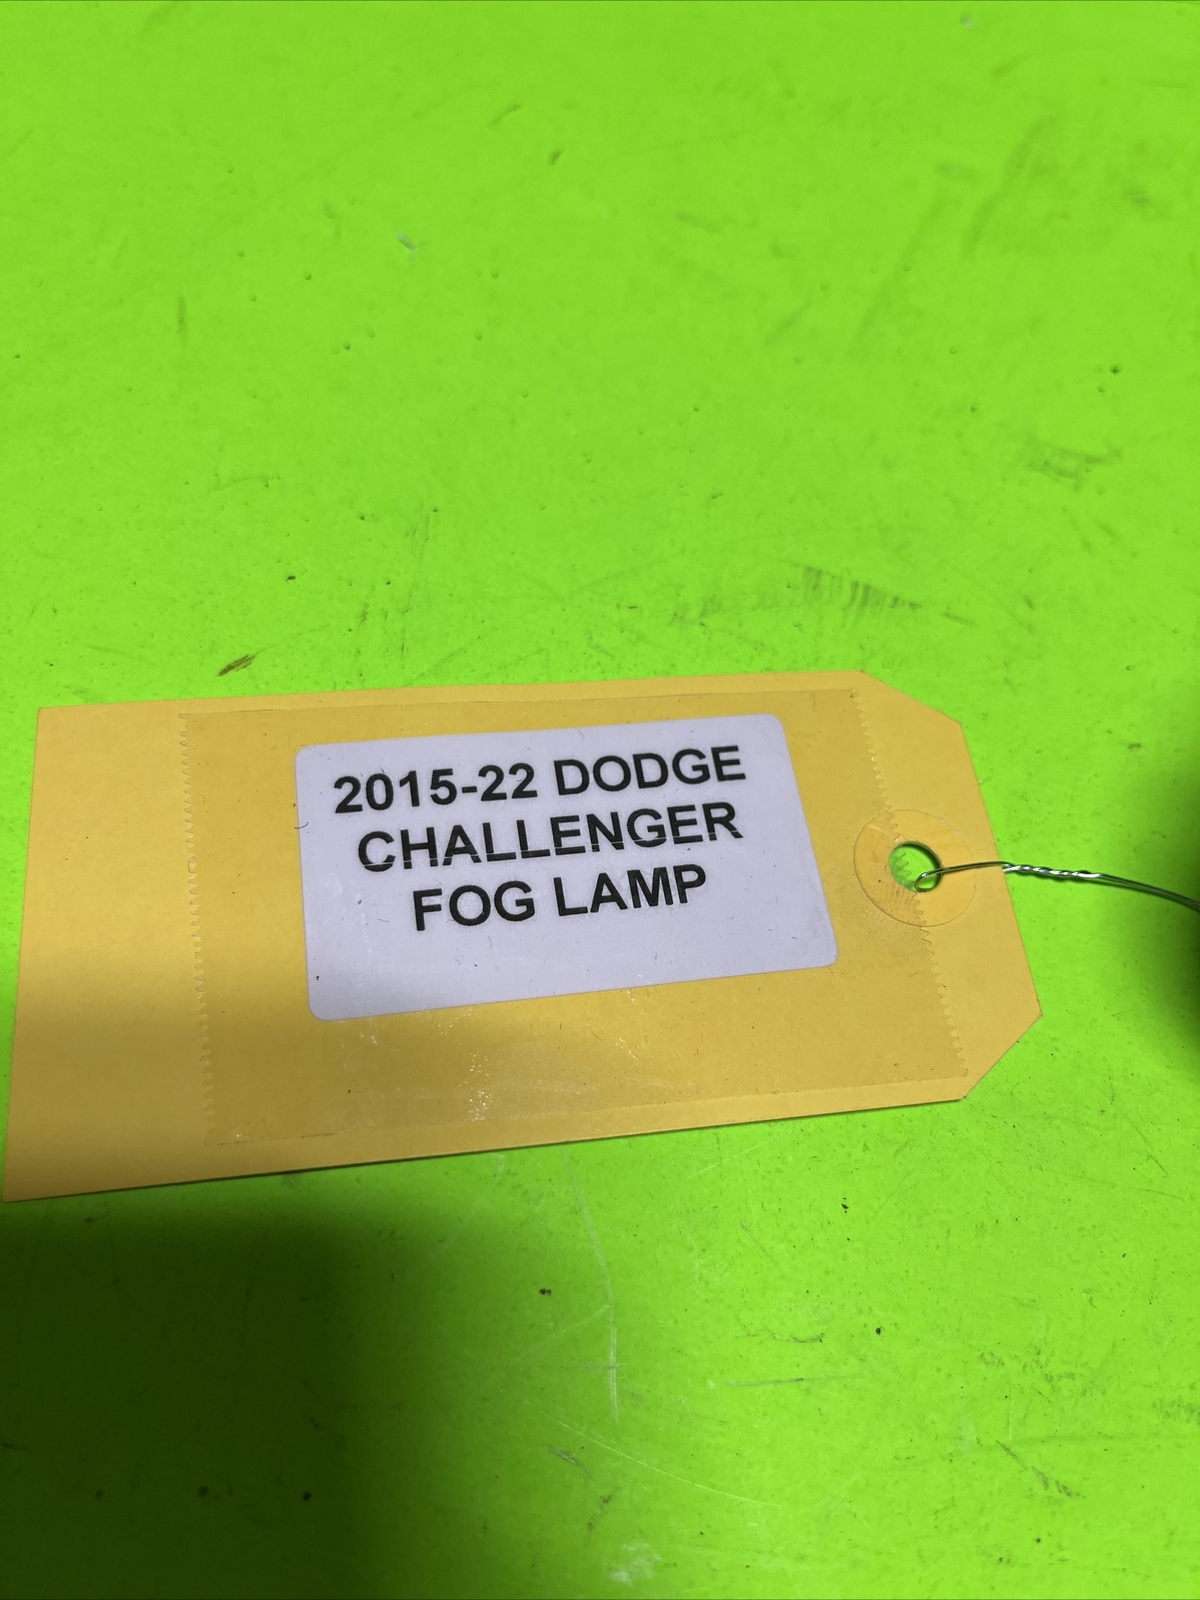 2015-22 DODGE
CHALLENGER
FOG LAMP